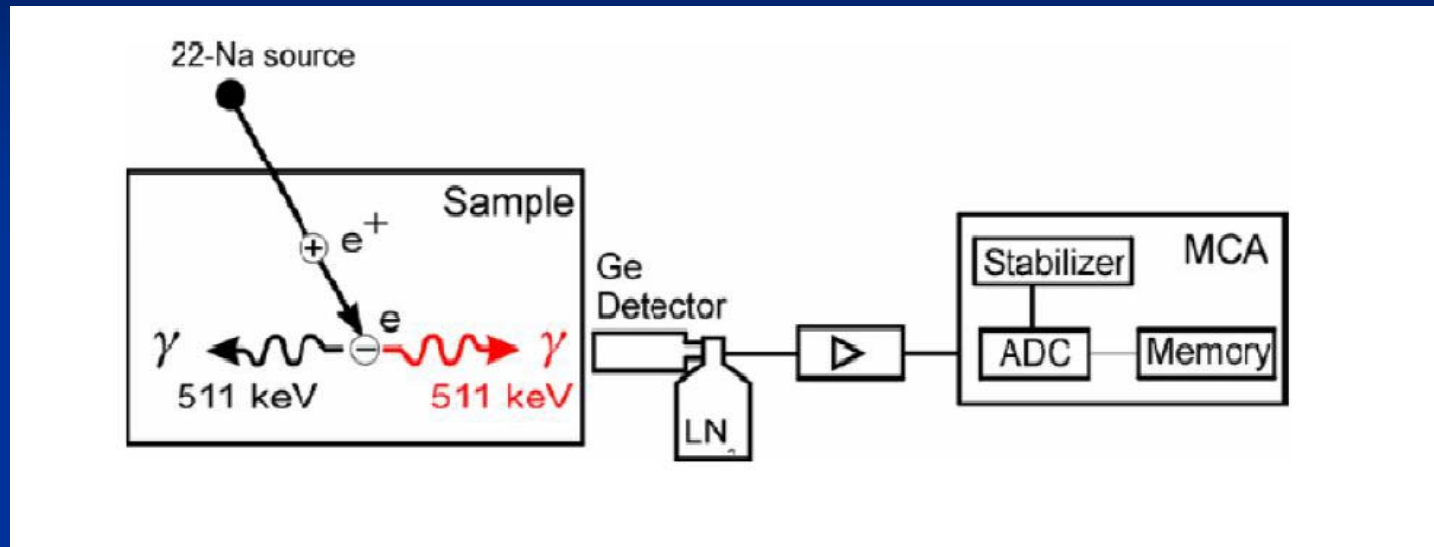 22-Na source
Sample
e+
e
γ
γ
511 keV
511 keV
Ge
Detector
LN2
Stabilizer
MCA
ADC
Memory